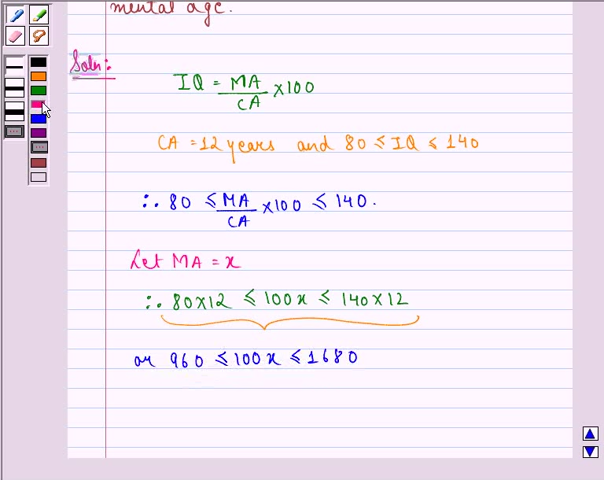 mental age.
Soln:
IQ = MA/CA × 100
CA = 12 years and 80 ⩽ IQ ⩽ 140
∴ 80 ⩽ MA/CA × 100 ⩽ 140.
Let MA = x
∴ 80×12 ⩽ 100x ⩽ 140×12
or 960 ⩽ 100x ⩽ 1680